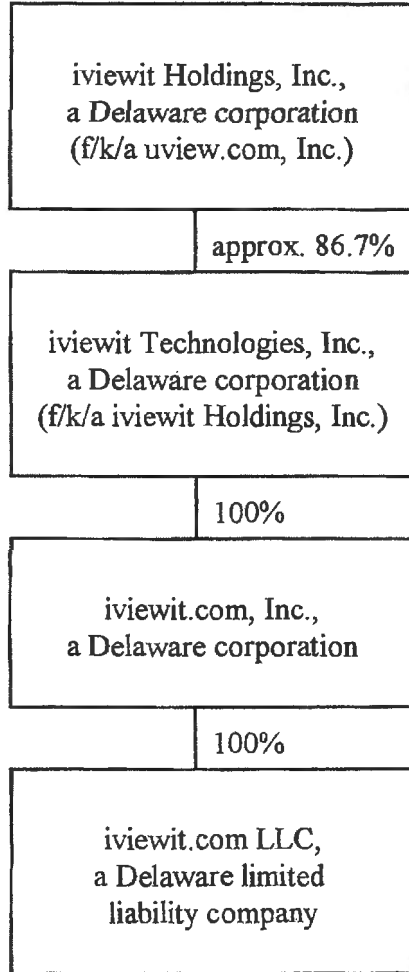 iviewit Holdings, Inc.,
a Delaware corporation
(f/k/a uview.com, Inc.)
approx. 86.7%
iviewit Technologies, Inc.,
a Delaware corporation
(f/k/a iviewit Holdings, Inc.)
100%
iviewit.com, Inc.,
a Delaware corporation
100%
iviewit.com LLC,
a Delaware limited
liability company